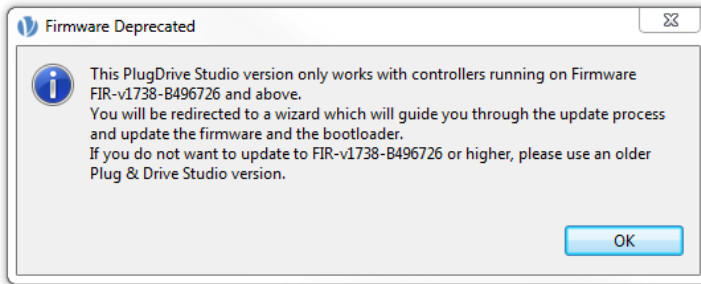 Firmware Deprecated
This PlugDrive Studio version only works with controllers running on Firmware
FIR-v1738-B496726 and above.
You will be redirected to a wizard which will guide you through the update process
and update the firmware and the bootloader.
If you do not want to update to FIR-v1738-B496726 or higher, please use an older
Plug & Drive Studio version.
OK